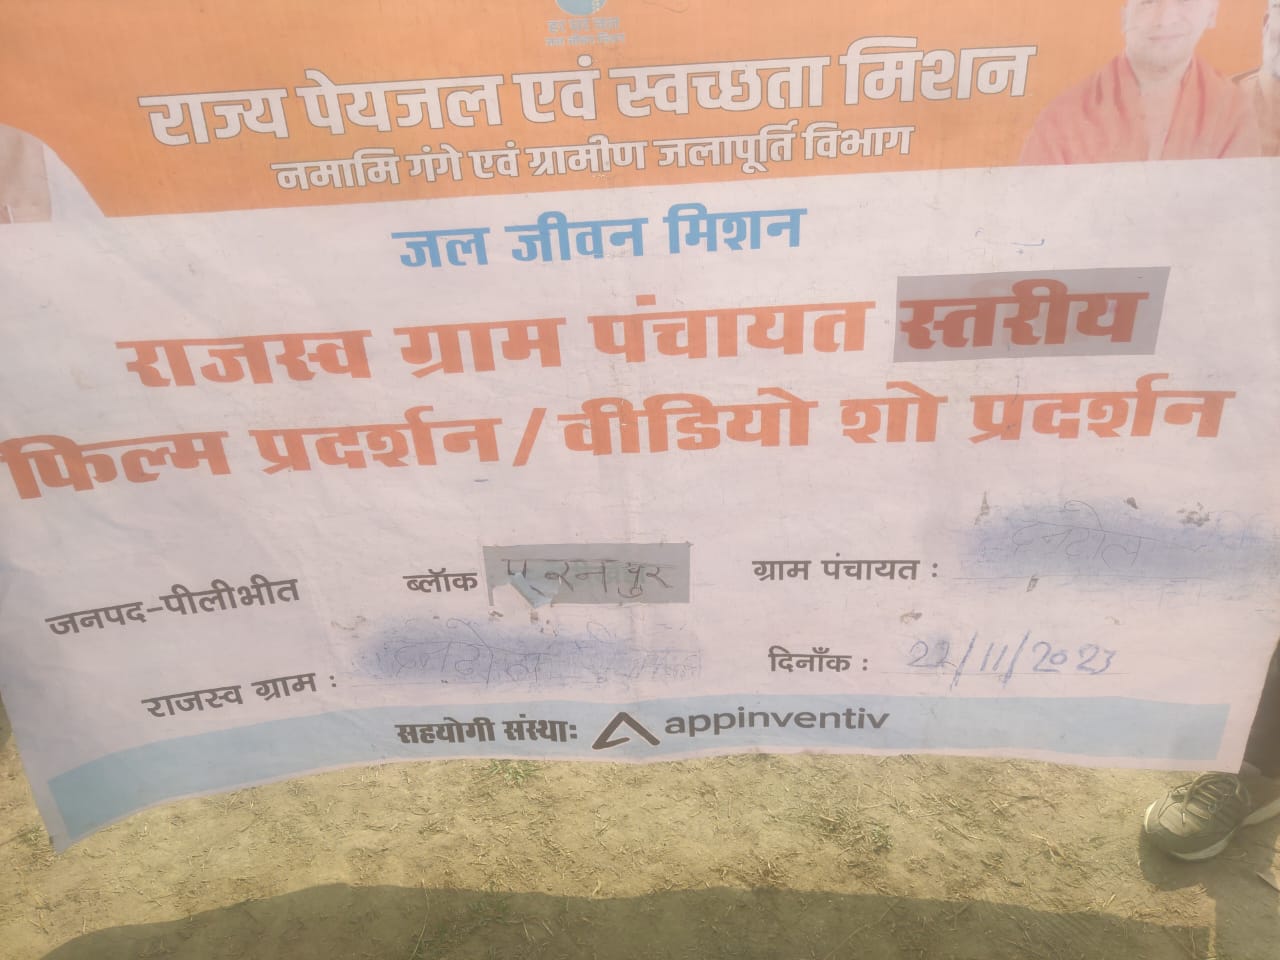 राज्य पेयजल एवं स्वच्छता मिशन
नमामि गंगे एवं ग्रामीण जलापूर्ति विभाग
जल जीवन मिशन
राजस्व ग्राम पंचायत स्तरीय
फिल्म प्रदर्शन/वीडियो शो प्रदर्शन
जनपद-पीलीभीत ब्लॉक पूरनपुर ग्राम पंचायत :
राजस्व ग्राम : दिनाँक : 22/11/2023
सहयोगी संस्था: appinventiv